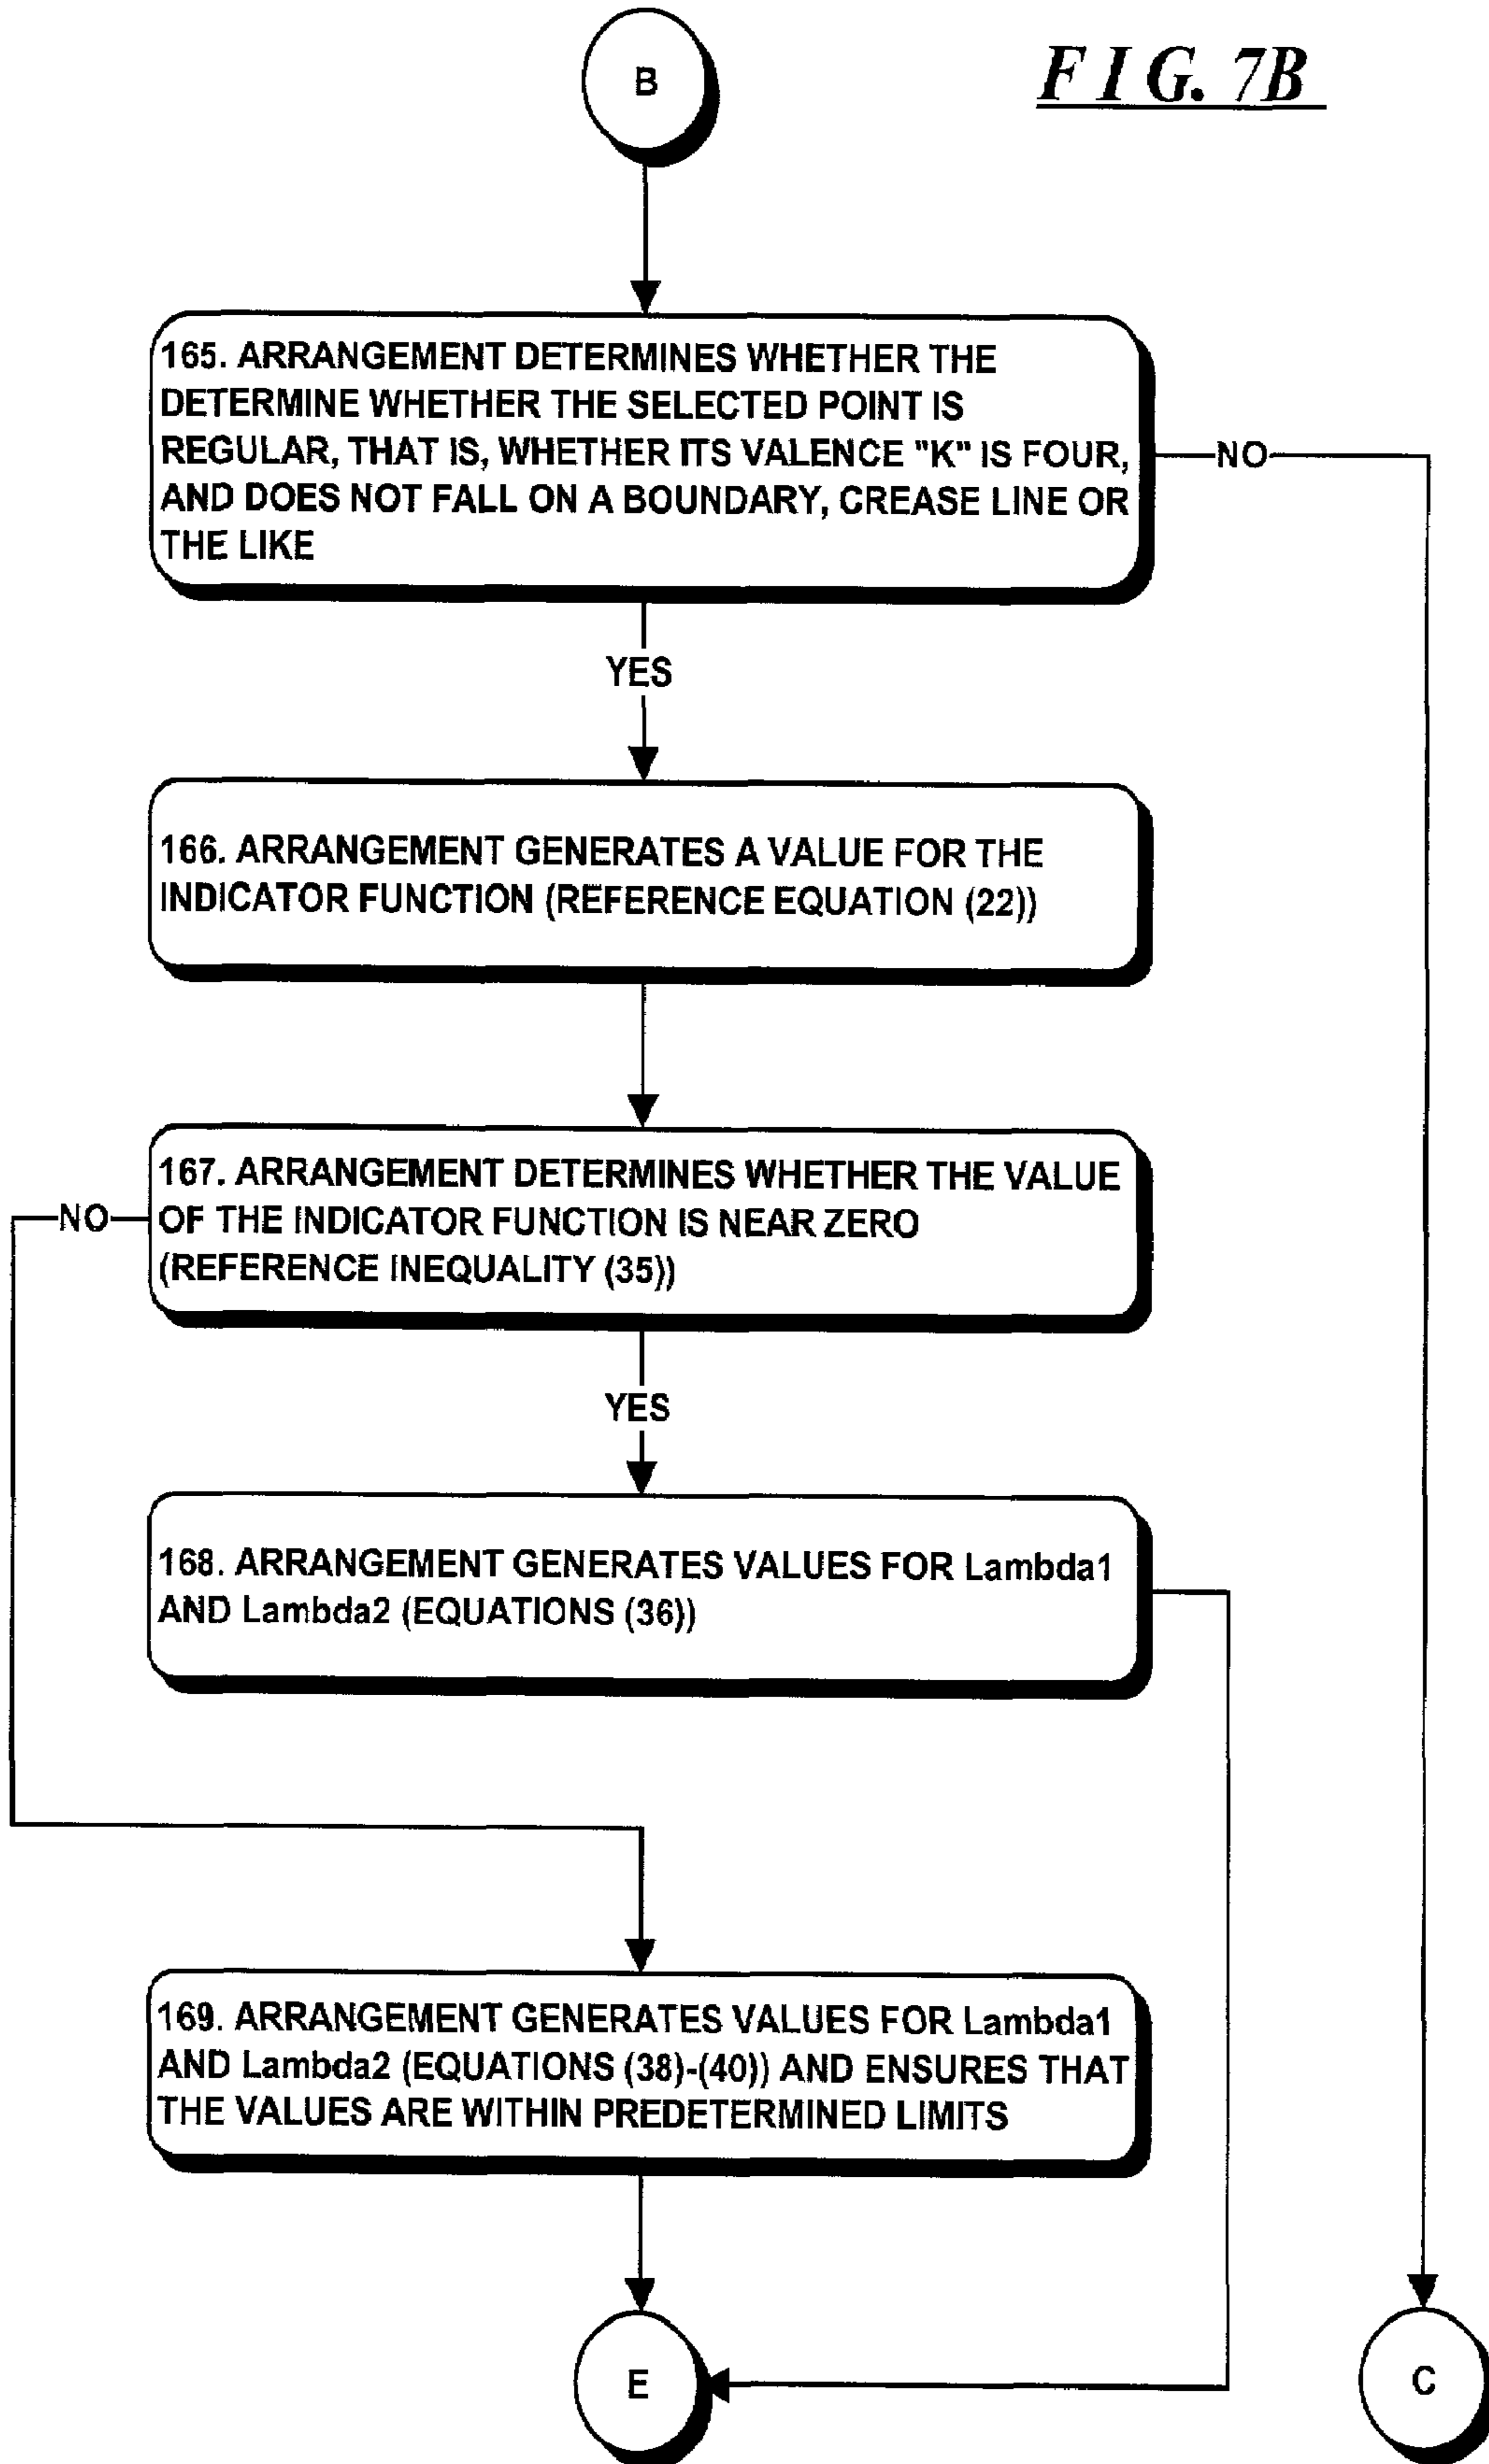 B
F I G. 7B
165. ARRANGEMENT DETERMINES WHETHER THE
DETERMINE WHETHER THE SELECTED POINT IS
REGULAR, THAT IS, WHETHER ITS VALENCE "K" IS FOUR,
AND DOES NOT FALL ON A BOUNDARY, CREASE LINE OR
THE LIKE
NO
YES
166. ARRANGEMENT GENERATES A VALUE FOR THE
INDICATOR FUNCTION (REFERENCE EQUATION (22))
167. ARRANGEMENT DETERMINES WHETHER THE VALUE
OF THE INDICATOR FUNCTION IS NEAR ZERO
(REFERENCE INEQUALITY (35))
NO
YES
168. ARRANGEMENT GENERATES VALUES FOR Lambda1
AND Lambda2 (EQUATIONS (36))
169. ARRANGEMENT GENERATES VALUES FOR Lambda1
AND Lambda2 (EQUATIONS (38)-(40)) AND ENSURES THAT
THE VALUES ARE WITHIN PREDETERMINED LIMITS
E
C